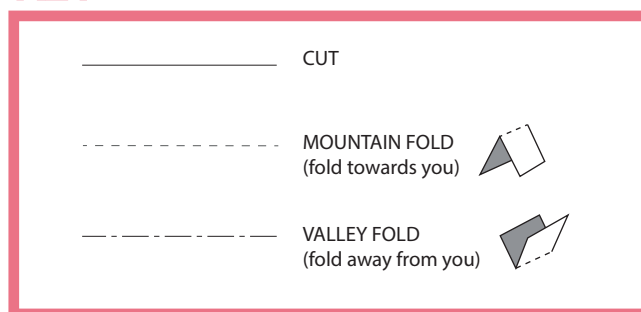 CUT
MOUNTAIN FOLD
(fold towards you)
VALLEY FOLD
(fold away from you)